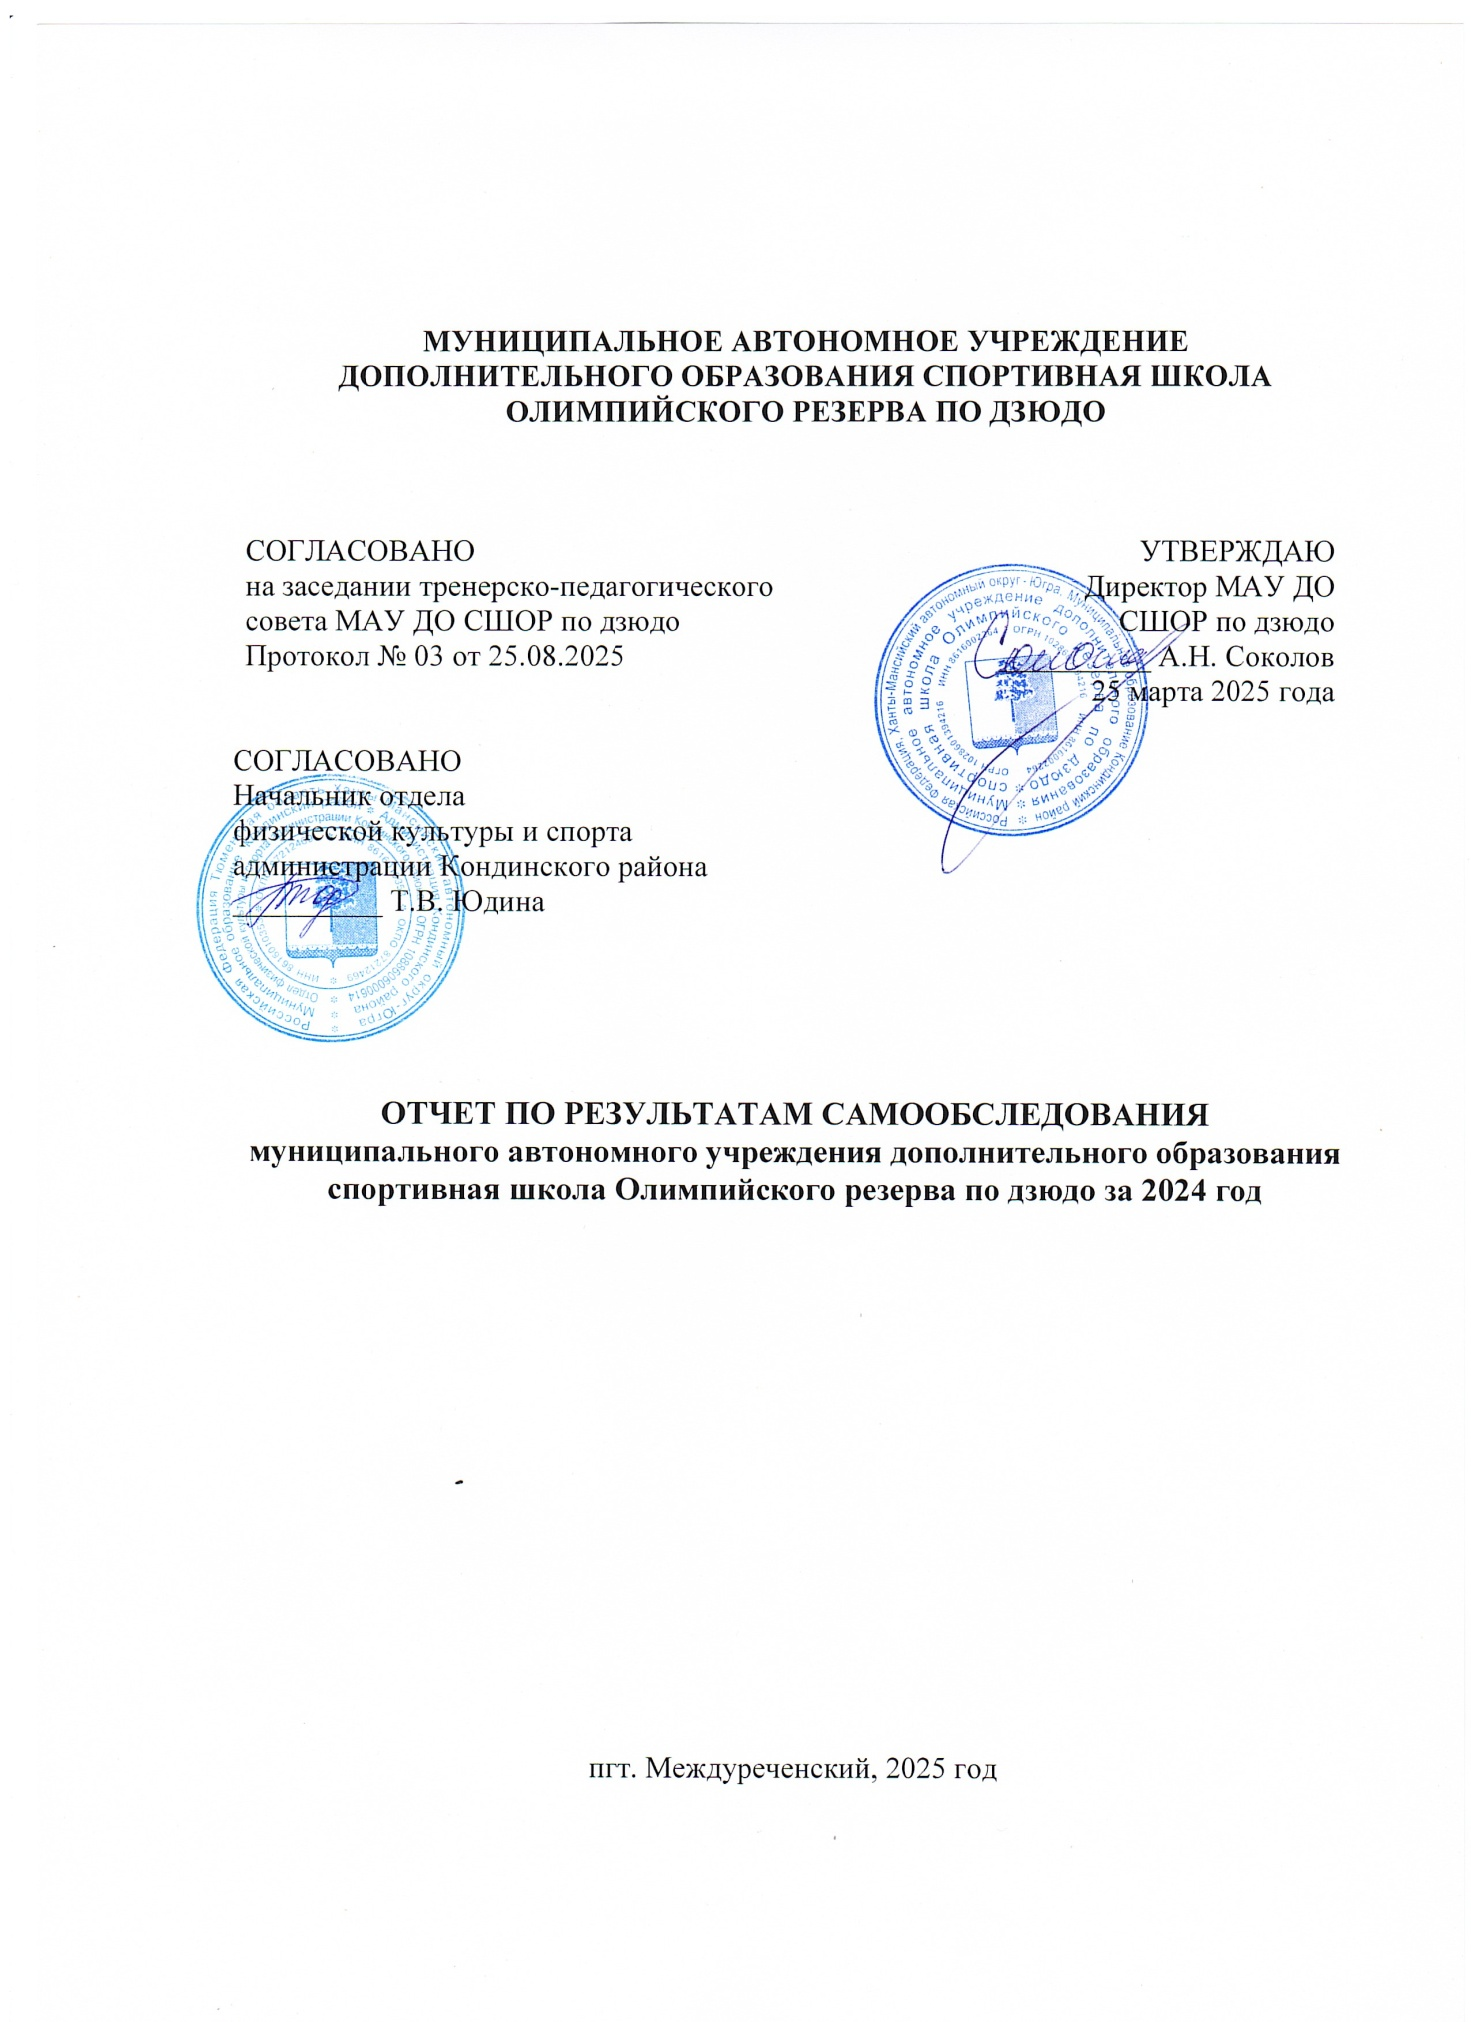 МУНИЦИПАЛЬНОЕ АВТОНОМНОЕ УЧРЕЖДЕНИЕ
ДОПОЛНИТЕЛЬНОГО ОБРАЗОВАНИЯ СПОРТИВНАЯ ШКОЛА
ОЛИМПИЙСКОГО РЕЗЕРВА ПО ДЗЮДО
СОГЛАСОВАНО
на заседании тренерско-педагогического
совета МАУ ДО СШОР по дзюдо
Протокол № 03 от 25.08.2025
УТВЕРЖДАЮ
Директор МАУ ДО
СШОР по дзюдо
А.Н. Соколов
25 марта 2025 года
СОГЛАСОВАНО
Начальник отдела
физической культуры и спорта
администрации Кондинского района
Т.В. Юдина
ОТЧЕТ ПО РЕЗУЛЬТАТАМ САМООБСЛЕДОВАНИЯ
муниципального автономного учреждения дополнительного образования
спортивная школа Олимпийского резерва по дзюдо за 2024 год
пгт. Междуреченский, 2025 год